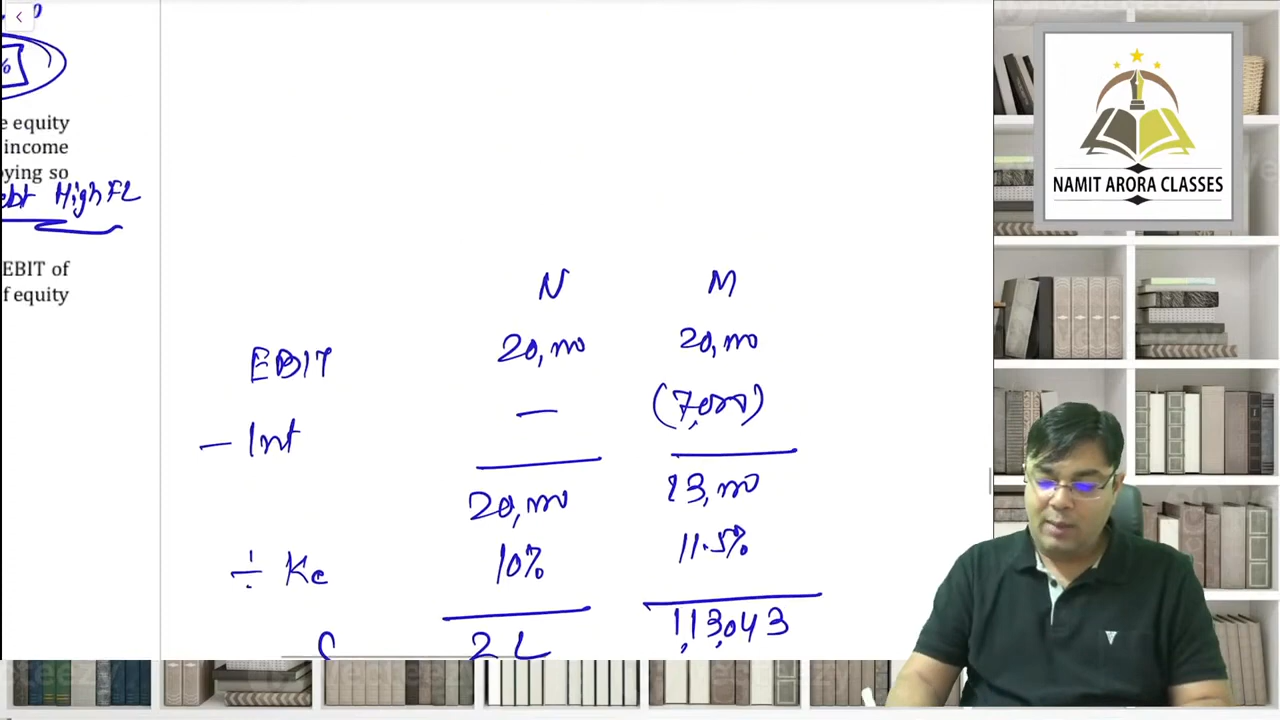 %
e equity
income
ying so
ebt High FL
EBIT of
f equity
N M
EBIT 20,000 20,000
- Int — (7,000)
20,000 13,000
÷ Ke 10% 11.5%
2 L 1,13,043
NAMIT ARORA CLASSES